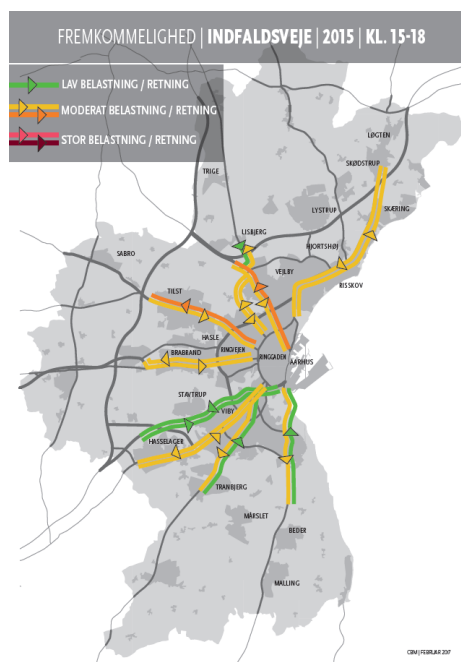 FREMKOMMELIGHED | INDFALDSVEJE | 2015 | KL. 15-18
LAV BELASTNING / RETNING
MODERAT BELASTNING / RETNING
STOR BELASTNING / RETNING
LØGTEN
SKØDSTRUP
TRIGE
SKÆRING
LYSTRUP
LISBJERG
HJORTSHØJ
SABRO
VEJLBY
RISSKOV
TILST
HASLE
RINGVEJEN
BRABRAND
RINGGADEN
AARHUS
STAVTRUP
VIBY
HASSELAGER
TRANBJERG
MÅRSLET
BEDER
MALLING
CBM | FEBRUAR 2017